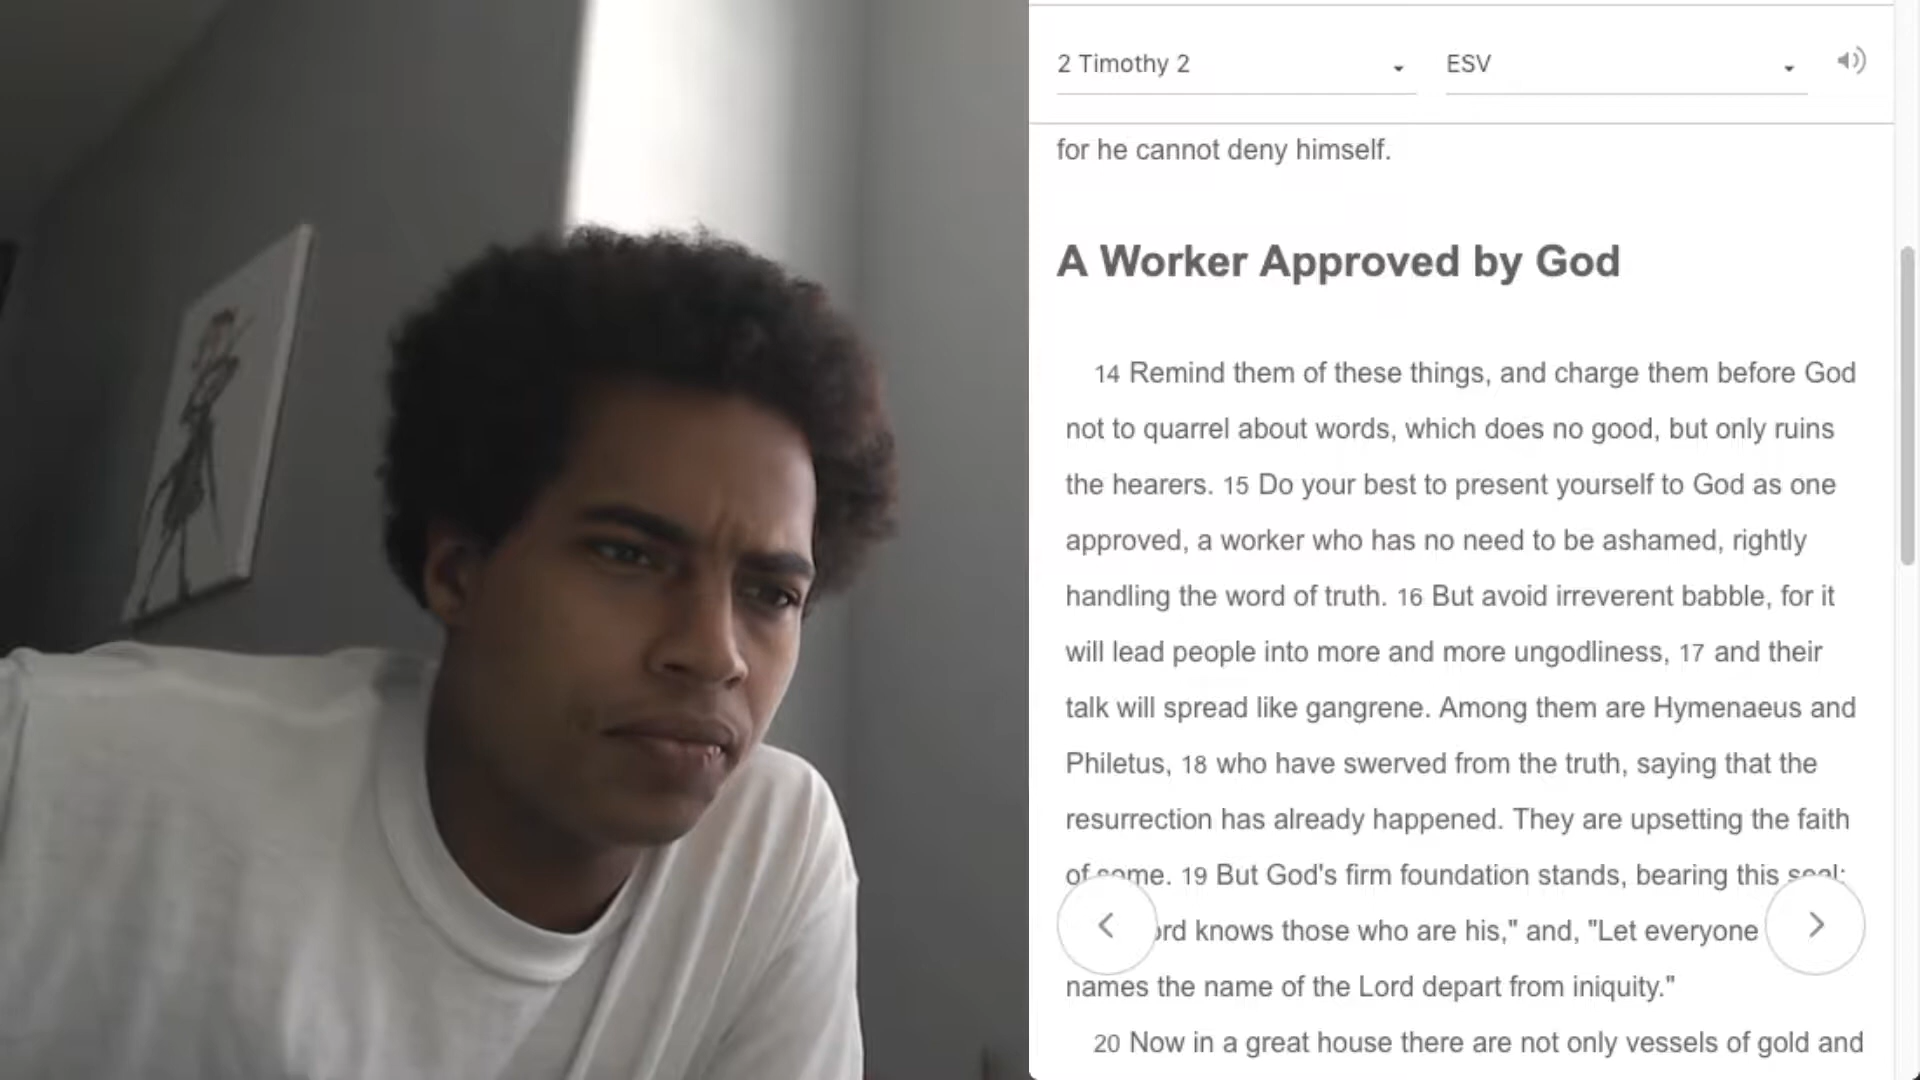 2 Timothy 2
ESV
for he cannot deny himself.
A Worker Approved by God
14 Remind them of these things, and charge them before God
not to quarrel about words, which does no good, but only ruins
the hearers. 15 Do your best to present yourself to God as one
approved, a worker who has no need to be ashamed, rightly
handling the word of truth. 16 But avoid irreverent babble, for it
will lead people into more and more ungodliness, 17 and their
talk will spread like gangrene. Among them are Hymenaeus and
Philetus, 18 who have swerved from the truth, saying that the
resurrection has already happened. They are upsetting the faith
of some. 19 But God's firm foundation stands, bearing this seal:
ord knows those who are his," and, "Let everyone
names the name of the Lord depart from iniquity."
20 Now in a great house there are not only vessels of gold and